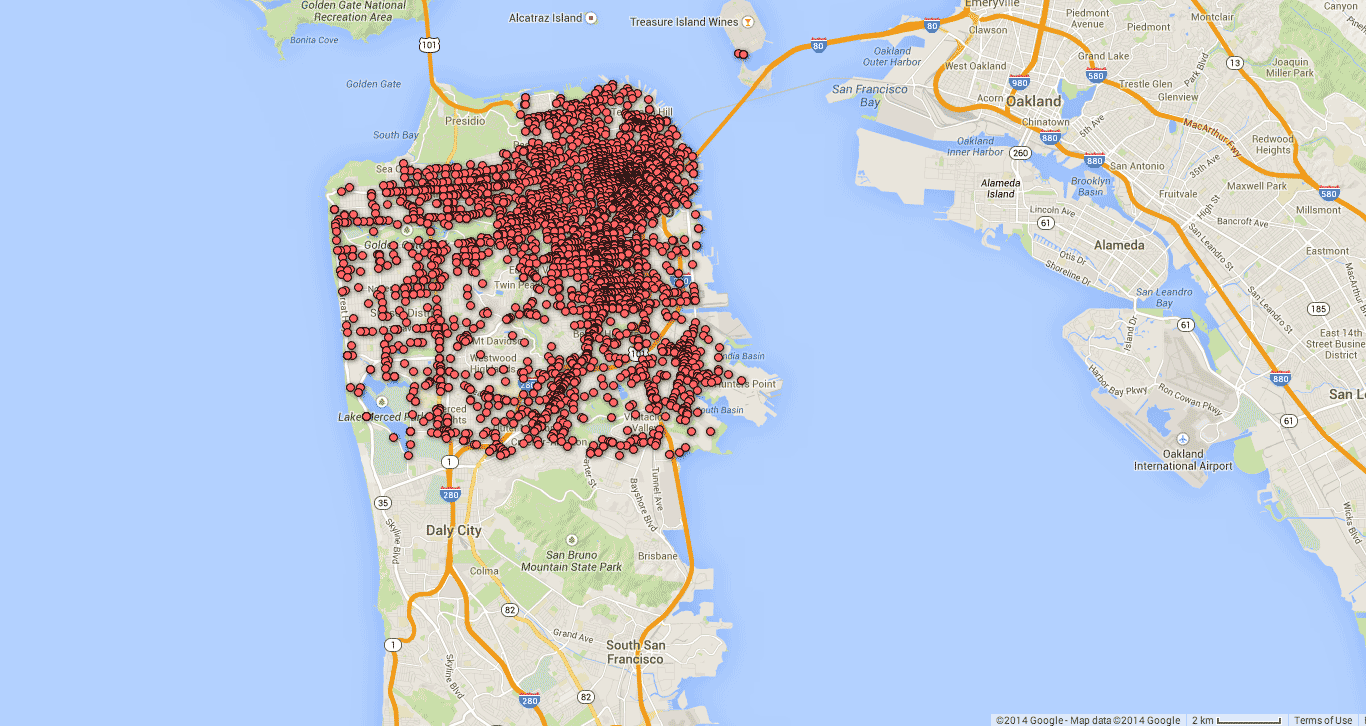 Golden Gate National
Recreation Area
Bonita Cove
101
Alcatraz Island
Treasure Island Wines
80
80
Emeryville
Clawson
Piedmont
Avenue
Piedmont
Montclair
Canyon
Golden Gate
Oakland
Outer Harbor
West Oakland
Grand Lake
580
980
Park Blvd
13
Joaquin
Miller Park
San Francisco
Bay
Acorn
Oakland
Trestle Glen
Glenview
Presidio
South Bay
Chinatown
5th Ave
MacArthur Fwy
Redwood
Heights
880
Oakland
Inner Harbor
260
880
San Antonio
35th Ave
Sea
Alameda
Island
Brooklyn
Basin
Fruitvale
Maxwell Park
580
High St
Millsmont
Lincoln Ave
61
Bancroft Ave
San Leandro St
Golden
Alameda
Eastmont
Otis Dr
Shoreline Dr
Twin Peaks
San Leandro
Bay
San Leandro St
MacArthur B
185
61
Island Dr
East 14th
Street Business
District
Mt Davidson
Westwood
101
India Basin
280
Hunters Point
Harbor Bay Pkwy
Ron Cowan Pkwy
880
San L
Lake Merced Park
South Basin
61
Valley
Oakland
International Airport
1
280
35
Skyline Blvd
Tunnel Ave
Bayshore Blvd
Wicks Blvd
Daly City
San Bruno
Mountain State Park
Brisbane
Colma
82
Grand Ave
1
South San
Francisco
Skyline Blvd
280
82
©2014 Google - Map data ©2014 Google
2 km
Terms of Use